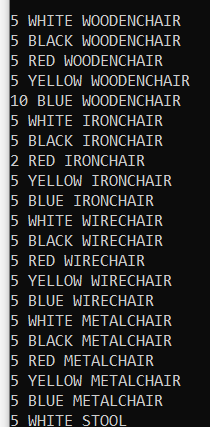 5 WHITE WOODENCHAIR
5 BLACK WOODENCHAIR
5 RED WOODENCHAIR
5 YELLOW WOODENCHAIR
10 BLUE WOODENCHAIR
5 WHITE IRONCHAIR
5 BLACK IRONCHAIR
2 RED IRONCHAIR
5 YELLOW IRONCHAIR
5 BLUE IRONCHAIR
5 WHITE WIRECHAIR
5 BLACK WIRECHAIR
5 RED WIRECHAIR
5 YELLOW WIRECHAIR
5 BLUE WIRECHAIR
5 WHITE METALCHAIR
5 BLACK METALCHAIR
5 RED METALCHAIR
5 YELLOW METALCHAIR
5 BLUE METALCHAIR
5 WHITE STOOL